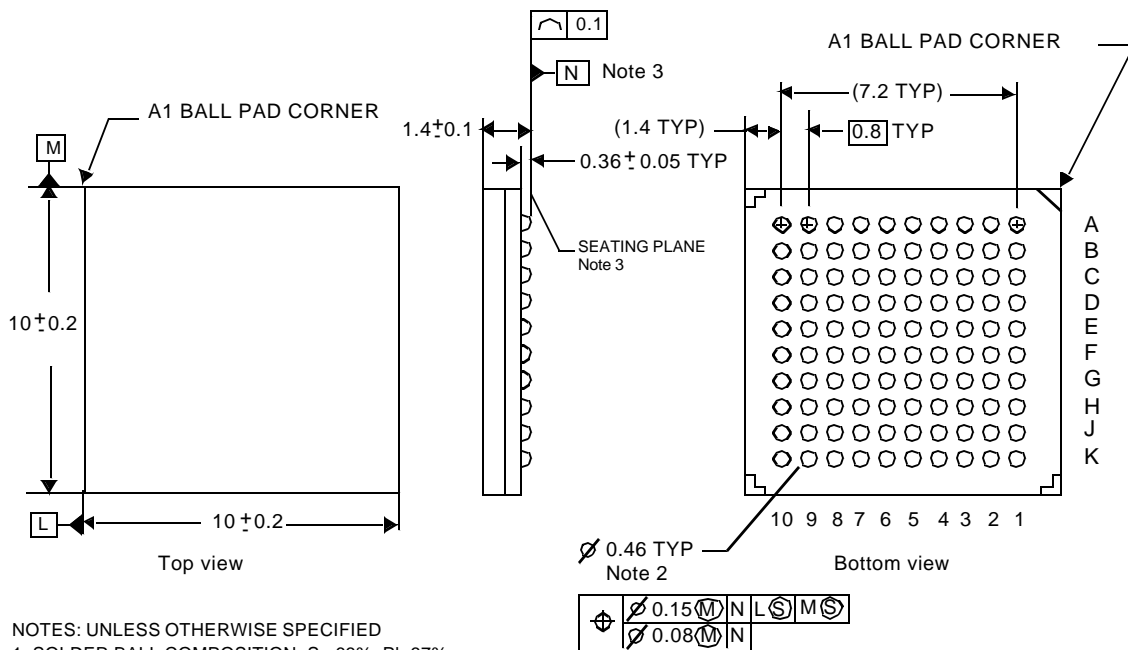 0.1
N Note 3
A1 BALL PAD CORNER
A1 BALL PAD CORNER
(7.2 TYP)
M
1.4±0.1
(1.4 TYP)
0.8 TYP
0.36 ± 0.05 TYP
SEATING PLANE
Note 3
A
B
C
D
E
F
G
H
J
K
10±0.2
L
10±0.2
10 9 8 7 6 5 4 3 2 1
Top view
Ø 0.46 TYP
Note 2
Bottom view
Ø 0.15 Ⓜ N L Ⓢ M Ⓢ
Ø 0.08 Ⓜ N
NOTES: UNLESS OTHERWISE SPECIFIED